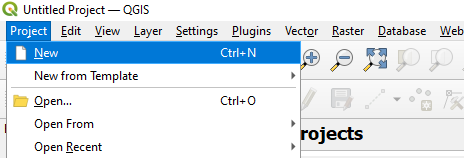 Untitled Project — QGIS
Project Edit View Layer Settings Plugins Vector Raster Database Web
New Ctrl+N
New from Template
Open... Ctrl+O
Open From
Open Recent
rojects